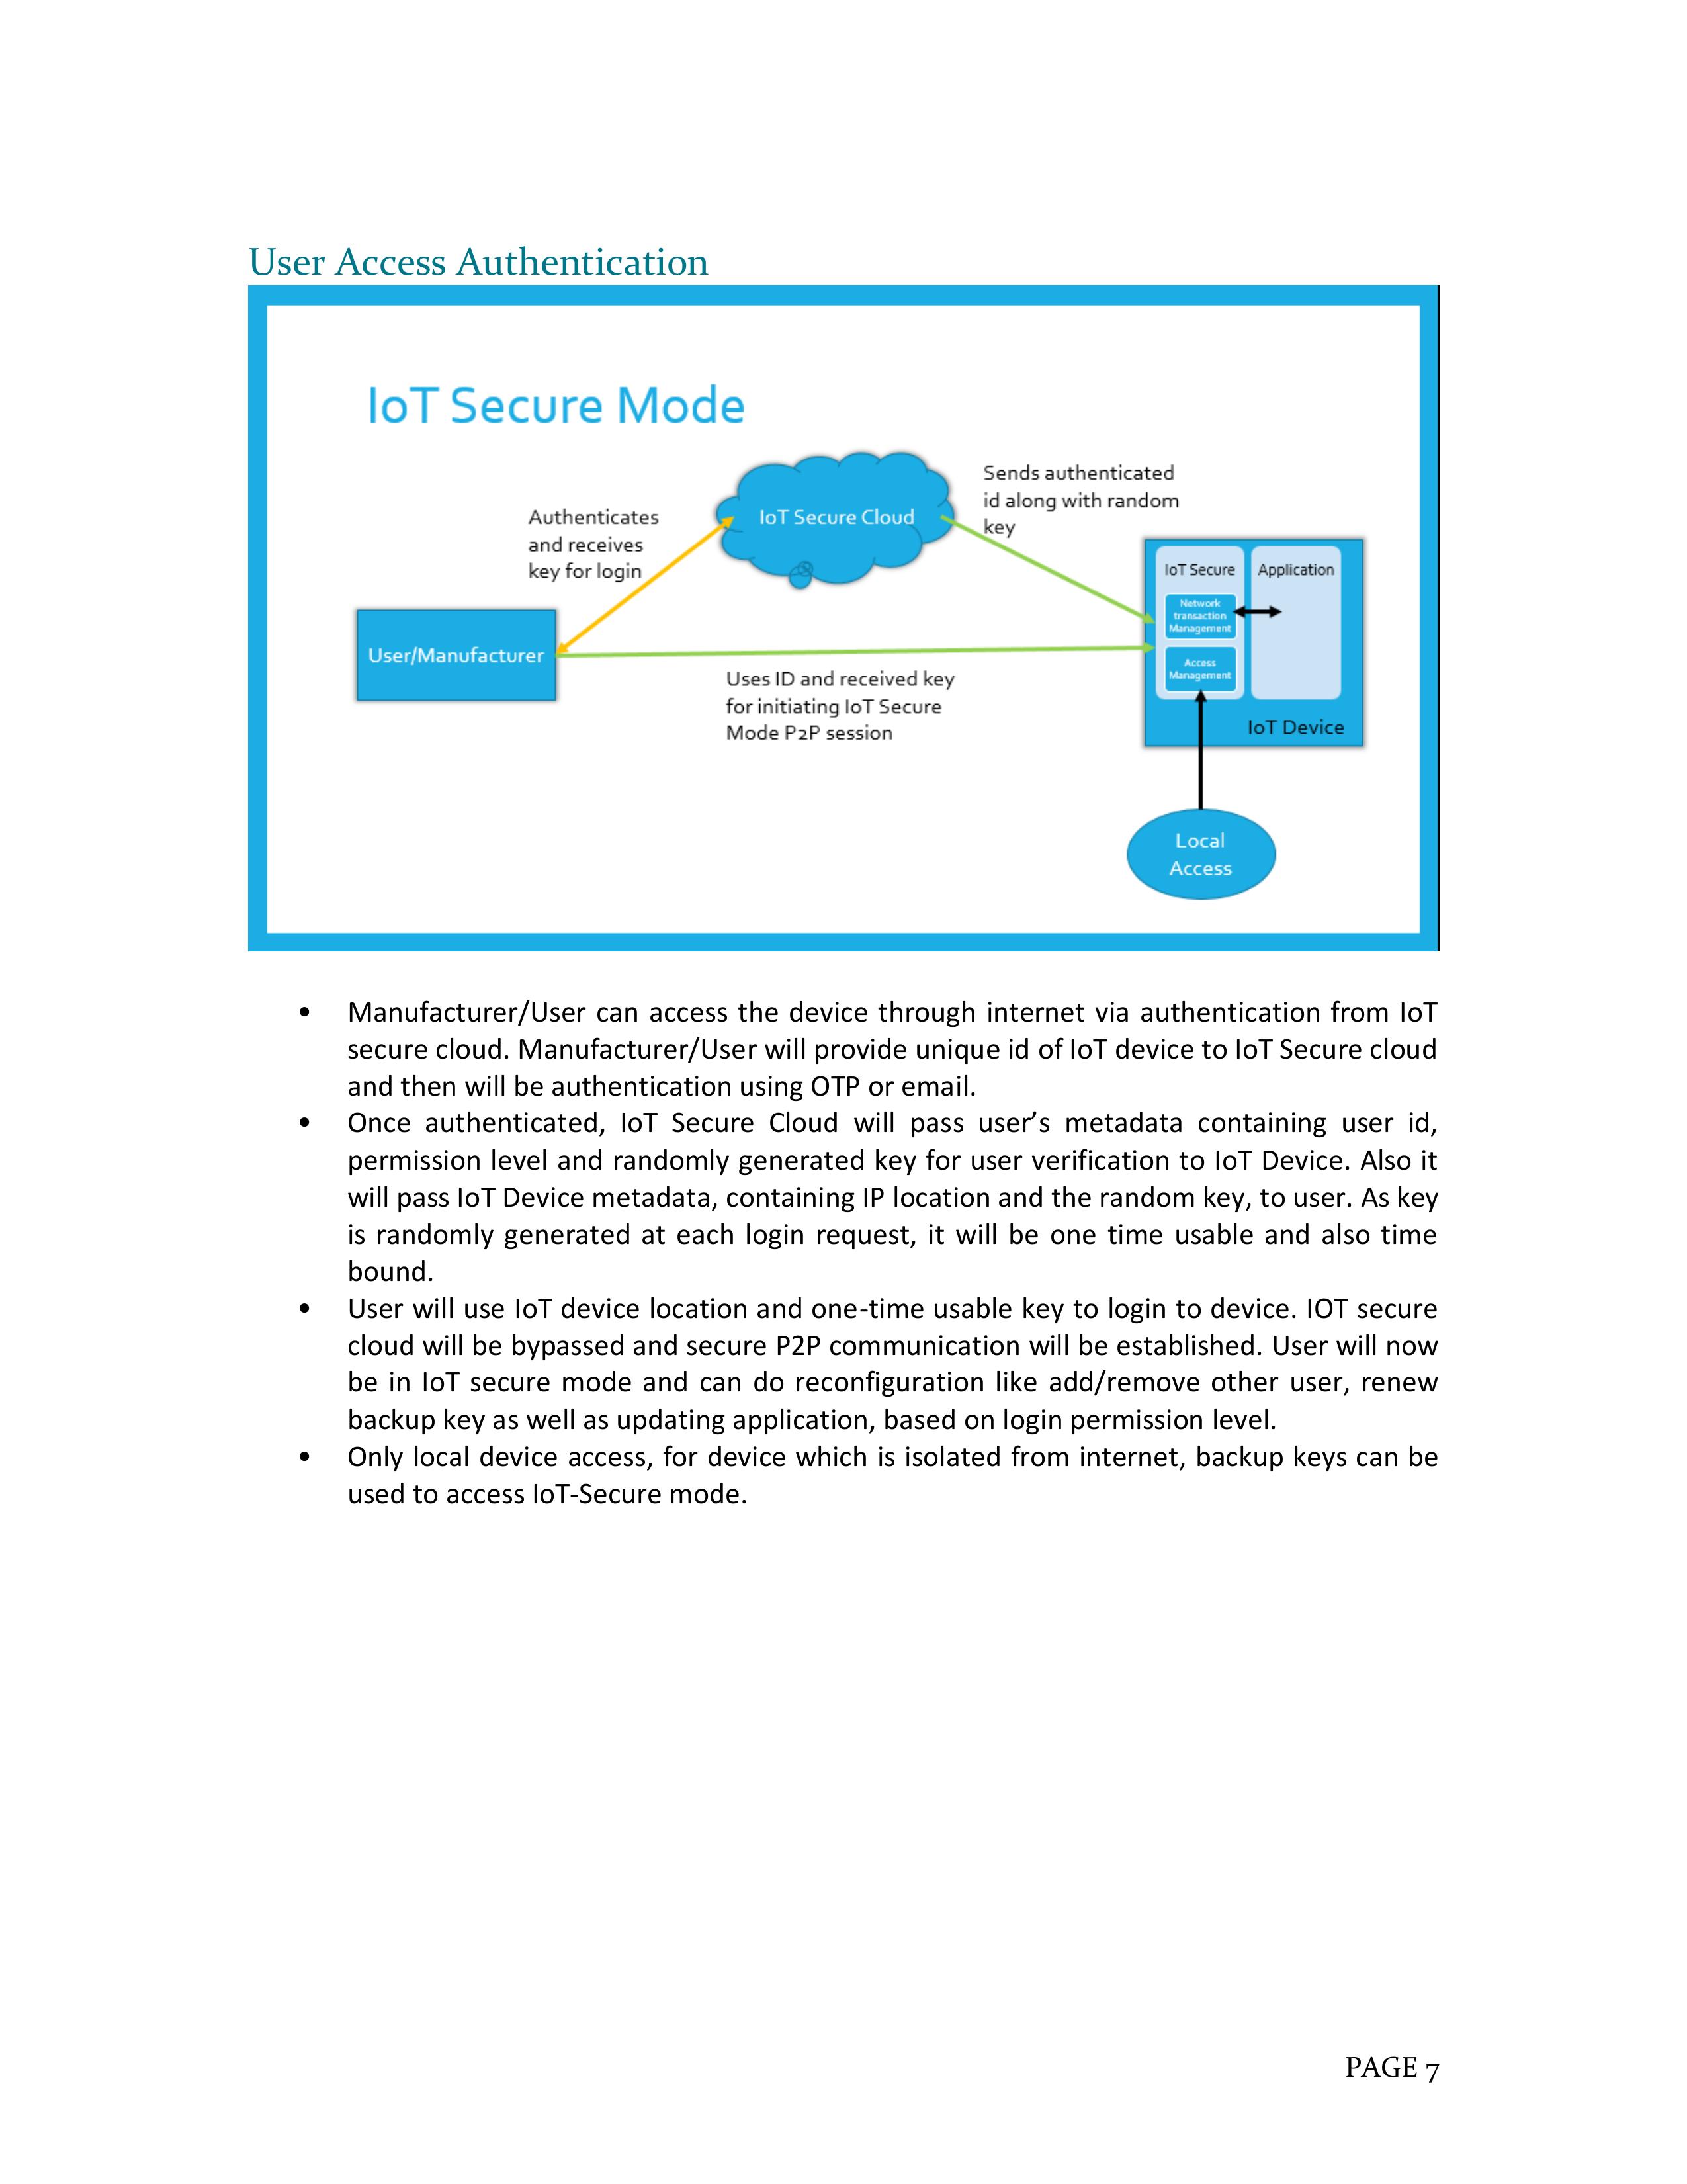 User Access Authentication
IoT Secure Mode
Authenticates
and receives
key for login
IoT Secure Cloud
Sends authenticated
id along with random
key
User/Manufacturer
Uses ID and received key
for initiating IoT Secure
Mode P2P session
IoT Secure
Application
Network
transaction
Management
Access
Management
IoT Device
Local
Access
• Manufacturer/User can access the device through internet via authentication from IoT
secure cloud. Manufacturer/User will provide unique id of IoT device to IoT Secure cloud
and then will be authentication using OTP or email.
• Once authenticated, IoT Secure Cloud will pass user’s metadata containing user id,
permission level and randomly generated key for user verification to IoT Device. Also it
will pass IoT Device metadata, containing IP location and the random key, to user. As key
is randomly generated at each login request, it will be one time usable and also time
bound.
• User will use IoT device location and one-time usable key to login to device. IOT secure
cloud will be bypassed and secure P2P communication will be established. User will now
be in IoT secure mode and can do reconfiguration like add/remove other user, renew
backup key as well as updating application, based on login permission level.
• Only local device access, for device which is isolated from internet, backup keys can be
used to access IoT-Secure mode.
PAGE 7